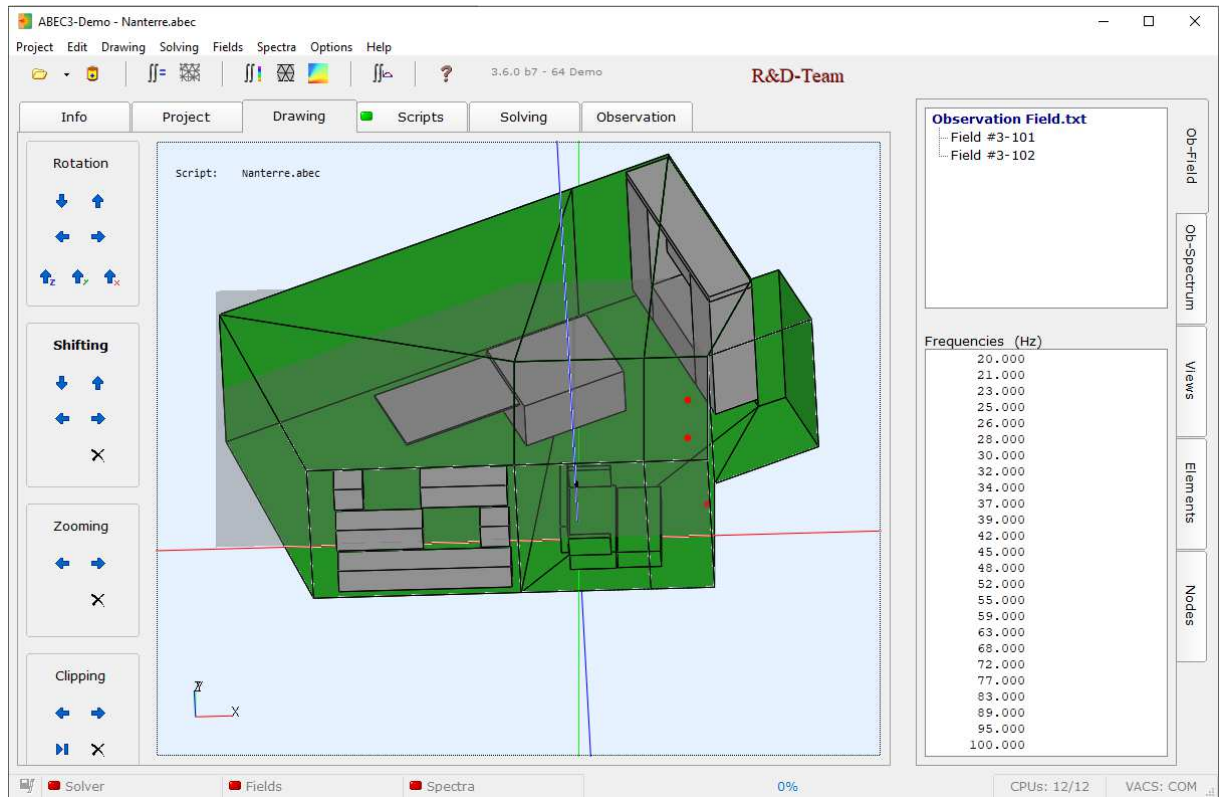 ABEC3-Demo - Nanterre.abec
Project Edit Drawing Solving Fields Spectra Options Help
3.6.0 b7 - 64 Demo
R&D-Team
Info Project Drawing Scripts Solving Observation
Rotation
z y x
Shifting
Zooming
Clipping
Script: Nanterre.abec
X
Observation Field.txt
Field #3-101
Field #3-102
Frequencies (Hz)
20.000
21.000
23.000
25.000
26.000
28.000
30.000
32.000
34.000
37.000
39.000
42.000
45.000
48.000
52.000
55.000
59.000
63.000
68.000
72.000
77.000
83.000
89.000
95.000
100.000
Ob-Field
Ob-Spectrum
Views
Elements
Nodes
Solver Fields Spectra 0% CPUs: 12/12 VACS: COM